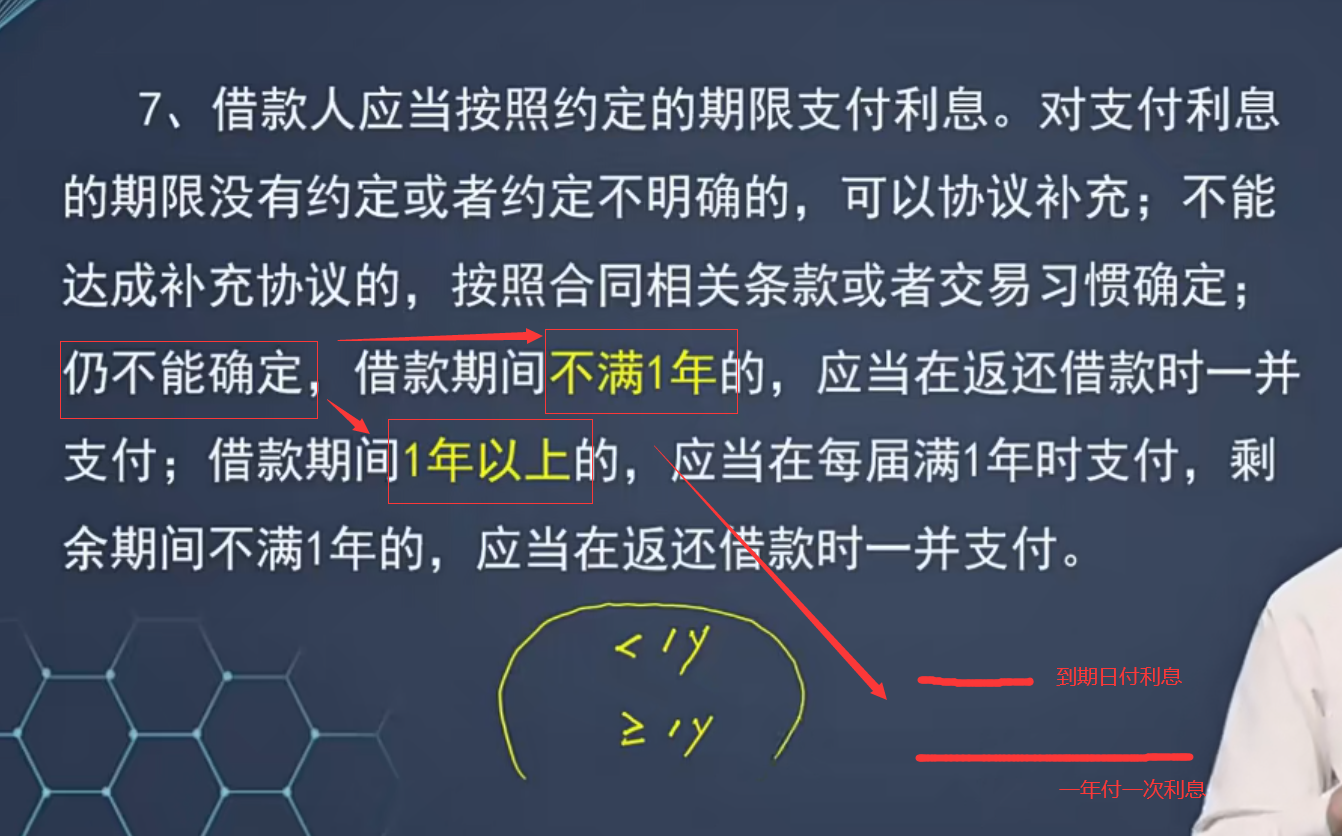 7、借款人应当按照约定的期限支付利息。对支付利息
的期限没有约定或者约定不明确的，可以协议补充；不能
达成补充协议的，按照合同相关条款或者交易习惯确定；
仍不能确定，借款期间不满1年的，应当在返还借款时一并
支付；借款期间1年以上的，应当在每届满1年时支付，剩
余期间不满1年的，应当在返还借款时一并支付。
< 1y
≥ 1y
到期日付利息
一年付一次利息